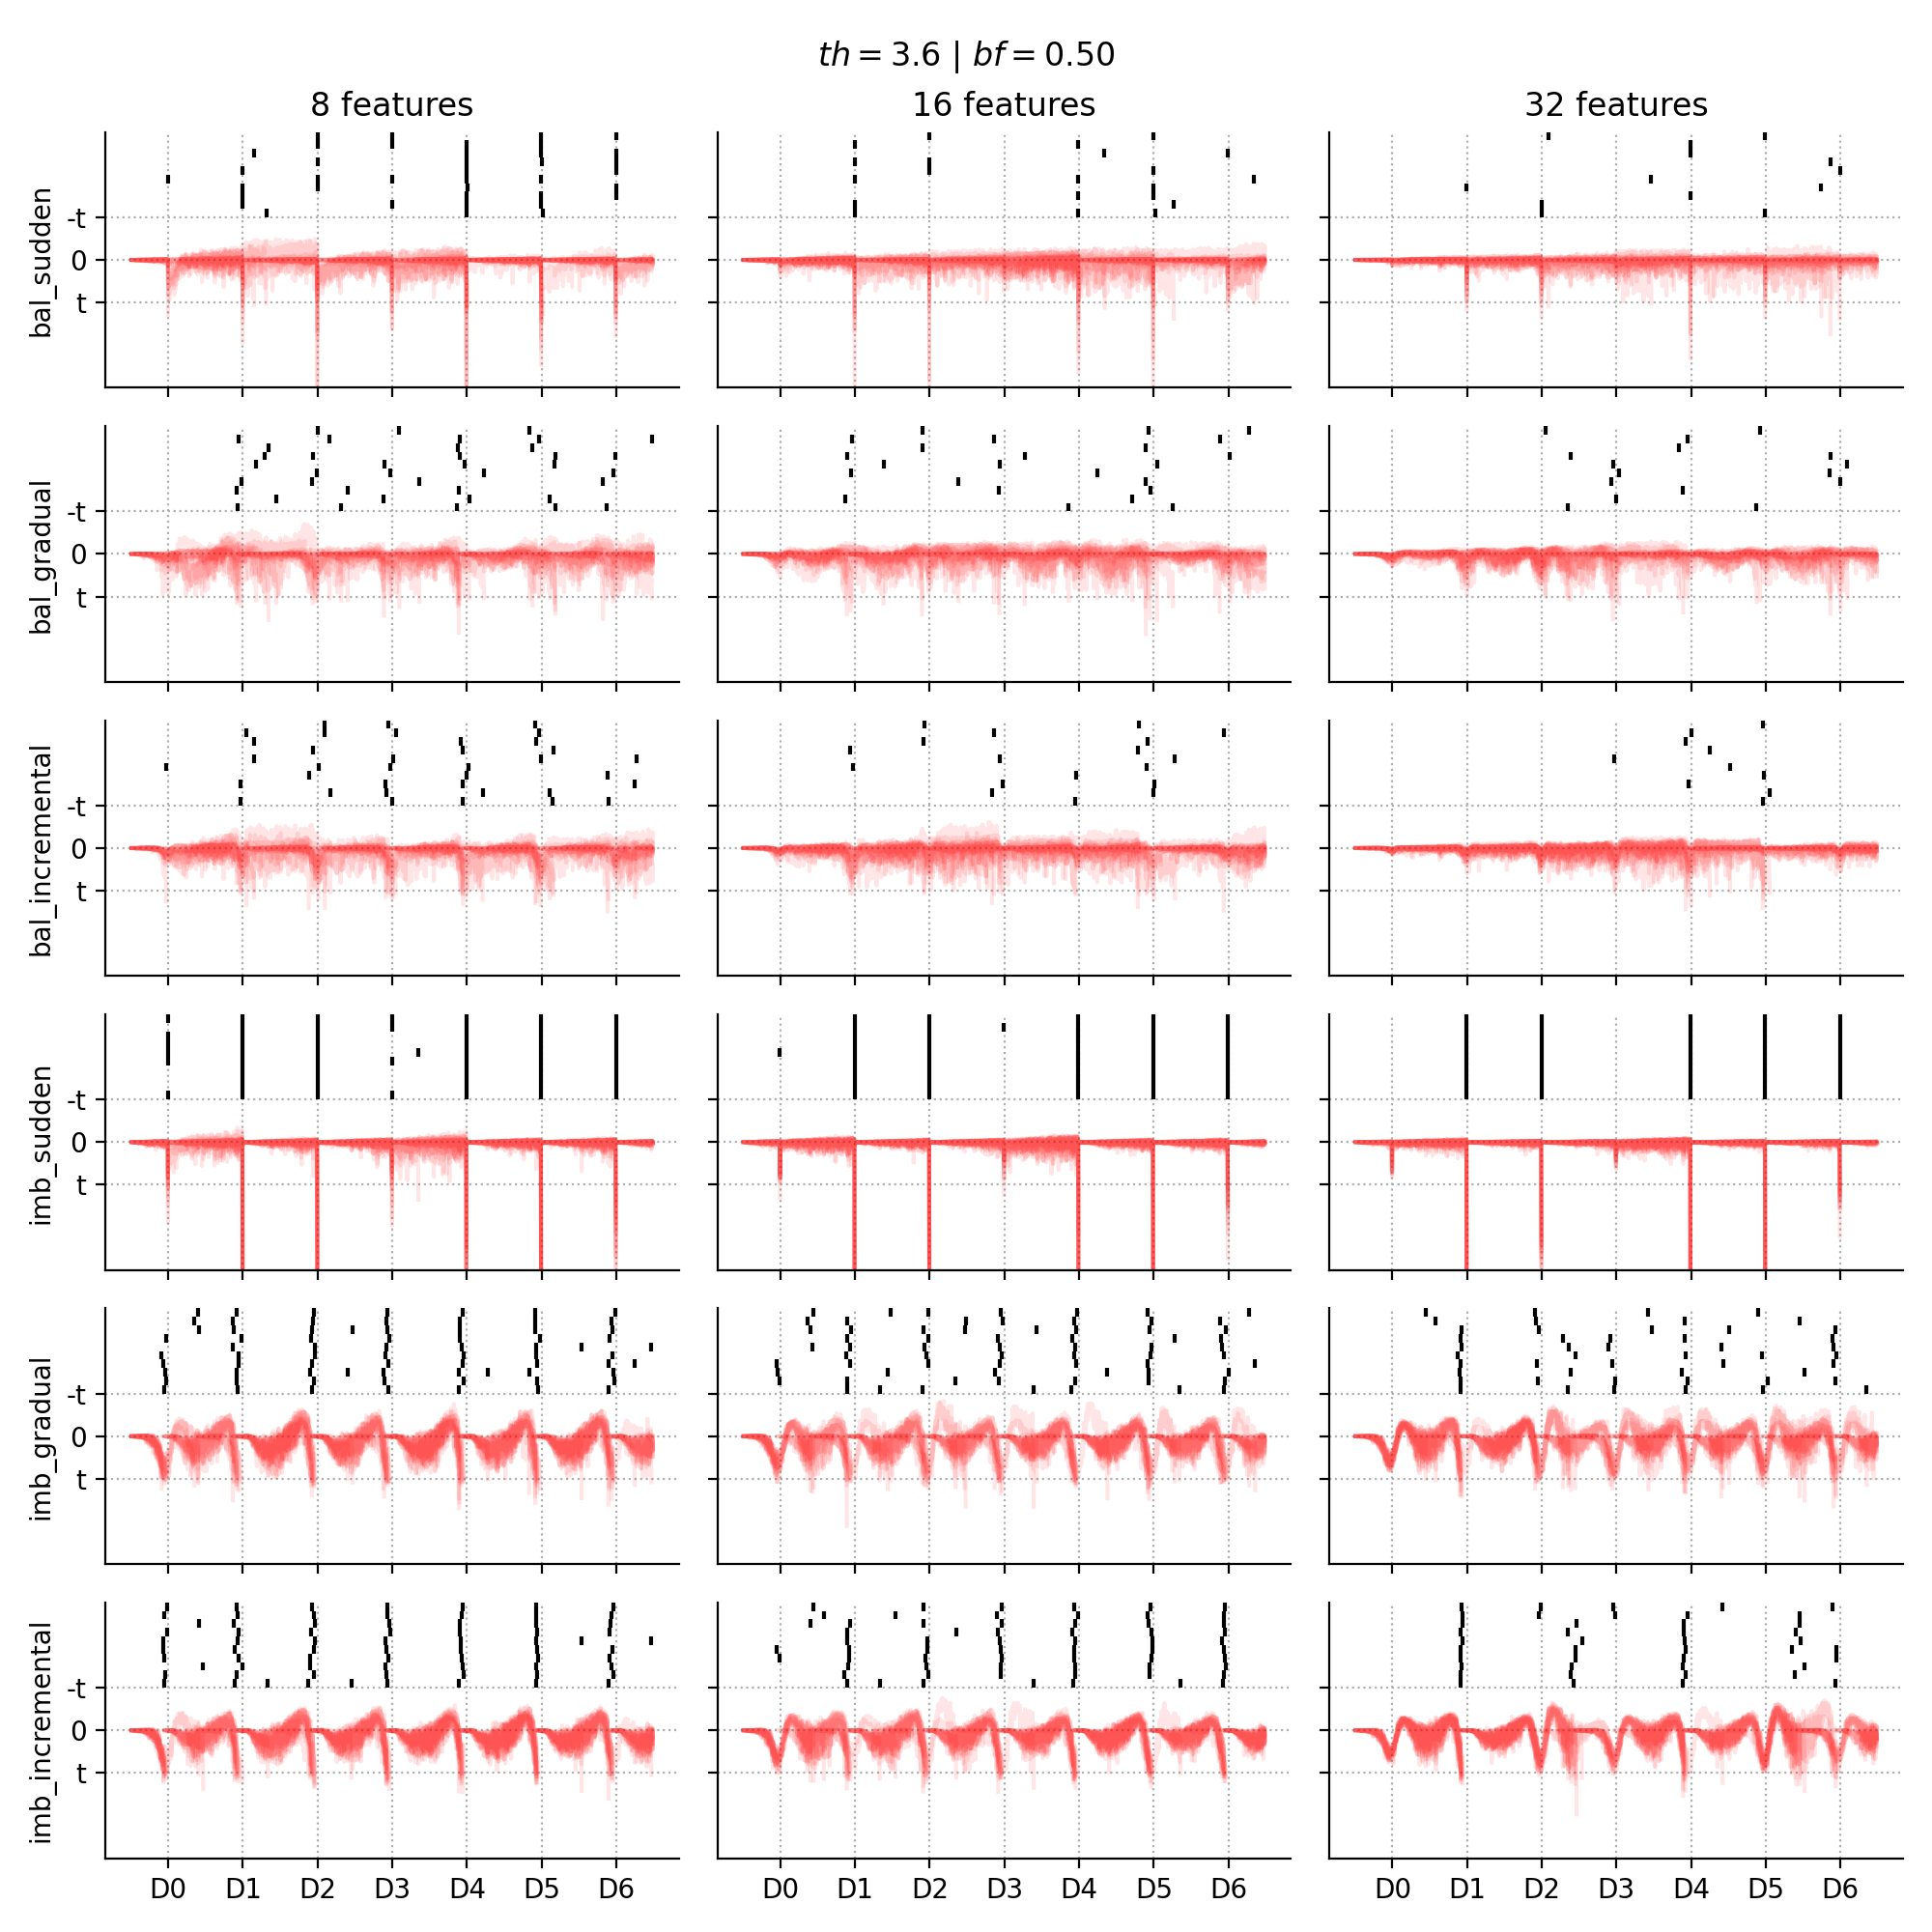 th = 3.6 | bf = 0.50
8 features 16 features 32 features
bal_sudden
-t
0
t
bal_gradual
-t
0
t
bal_incremental
-t
0
t
imb_sudden
-t
0
t
imb_gradual
-t
0
t
imb_incremental
-t
0
t
D0 D1 D2 D3 D4 D5 D6 D0 D1 D2 D3 D4 D5 D6 D0 D1 D2 D3 D4 D5 D6